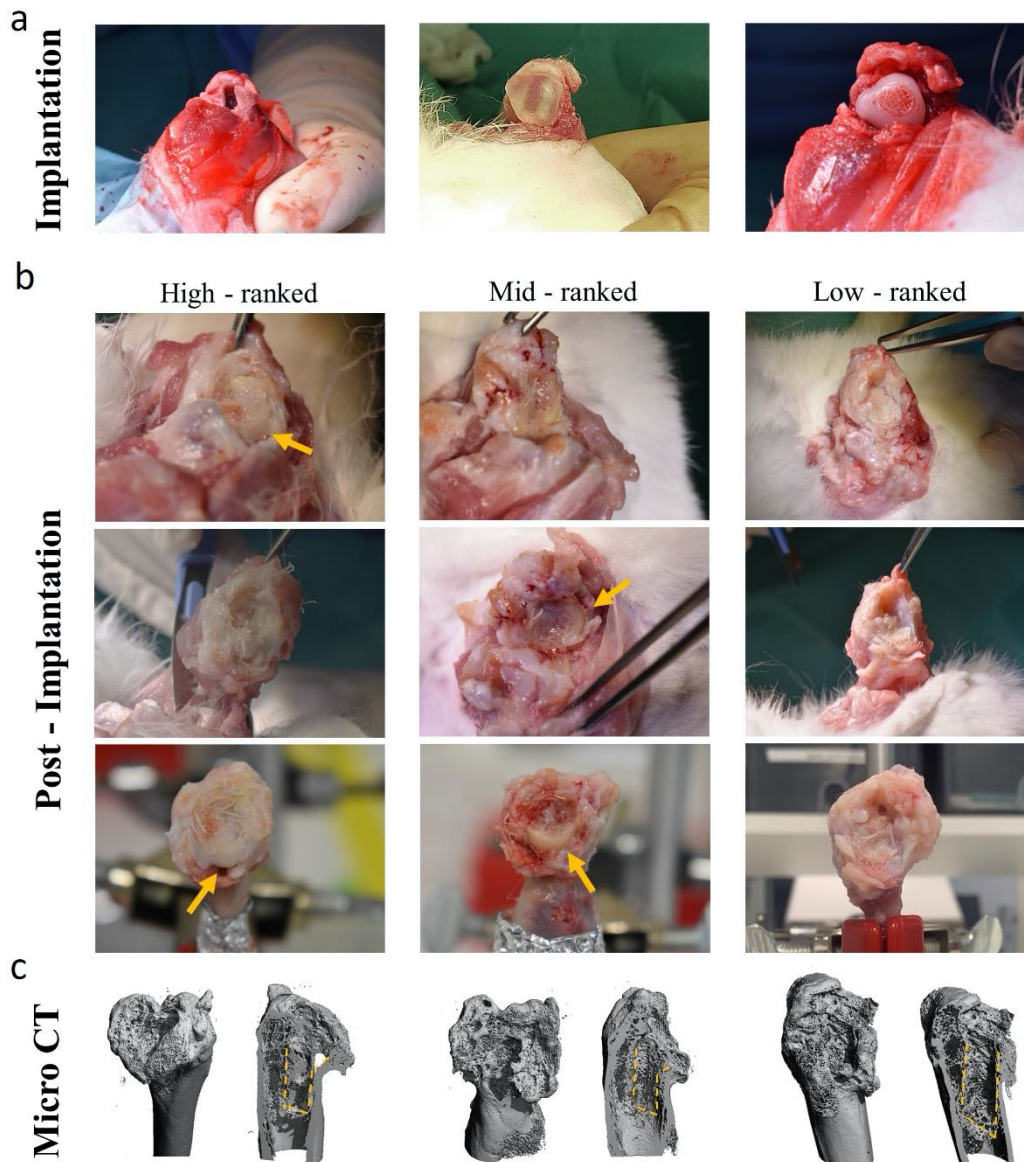 a
Implantation
b
High - ranked
Mid - ranked
Low - ranked
Post - Implantation
c
Micro CT